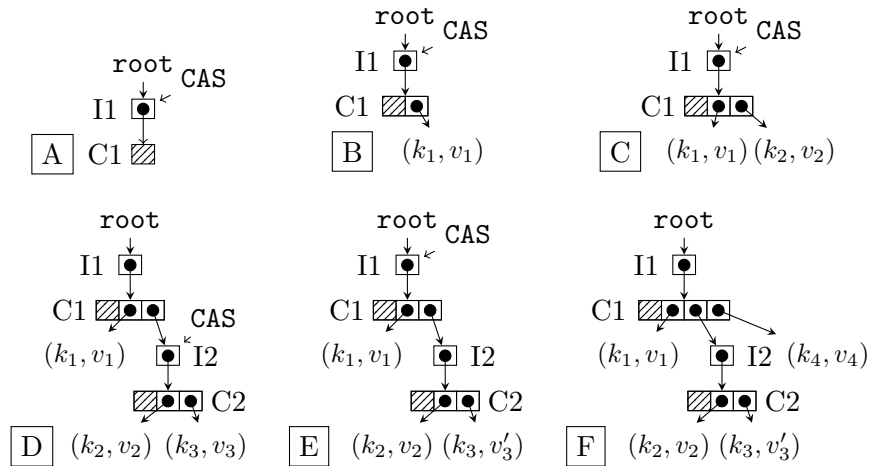 root
CAS
I1
C1
A
root
CAS
I1
C1
(k₁, v₁)
B
root
CAS
I1
C1
(k₁, v₁) (k₂, v₂)
C
root
I1
C1
(k₁, v₁)
CAS
I2
C2
(k₂, v₂) (k₃, v₃)
D
root
CAS
I1
C1
(k₁, v₁)
I2
C2
(k₂, v₂) (k₃, v′₃)
E
root
I1
C1
(k₁, v₁)
I2
(k₄, v₄)
C2
(k₂, v₂) (k₃, v′₃)
F